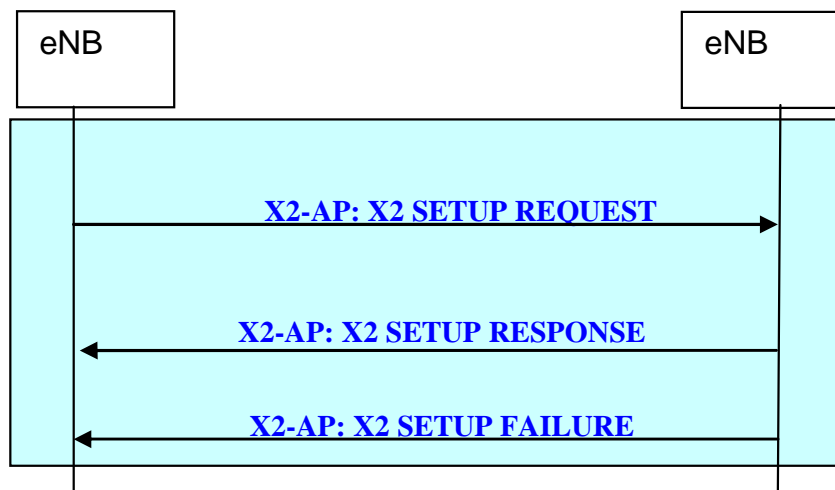 eNB
eNB
X2-AP: X2 SETUP REQUEST
X2-AP: X2 SETUP RESPONSE
X2-AP: X2 SETUP FAILURE